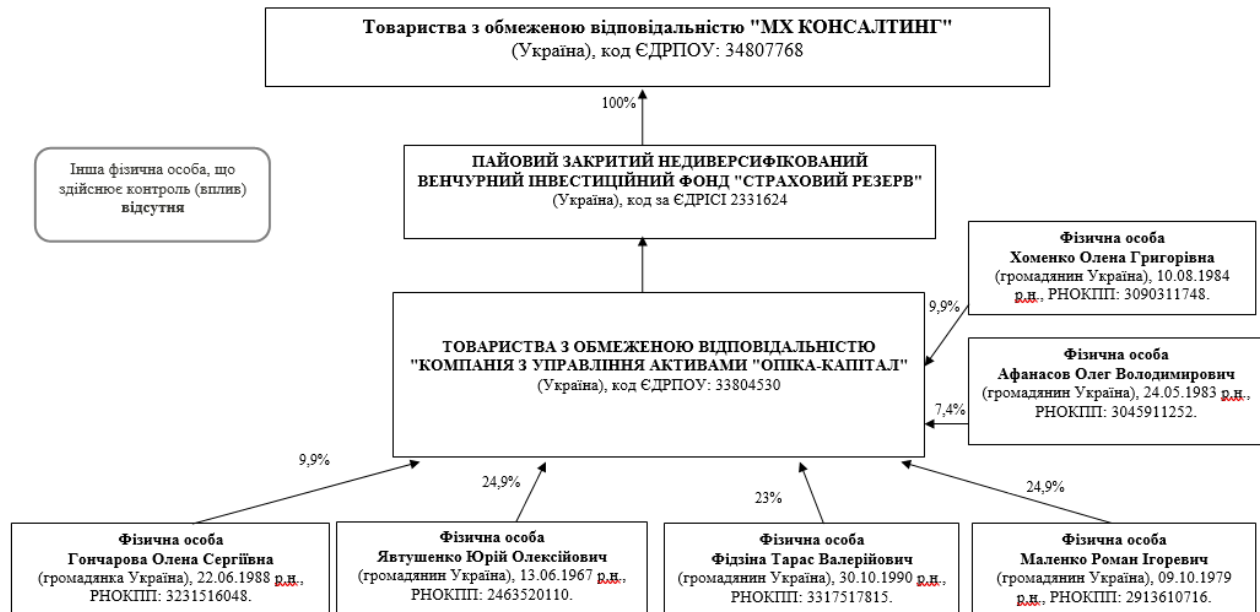 Товариства з обмеженою відповідальністю "МХ КОНСАЛТИНГ"
(Україна), код ЄДРПОУ: 34807768
100%
Інша фізична особа, що
здійснює контроль (вплив)
відсутня
ПАЙОВИЙ ЗАКРИТИЙ НЕДИВЕРСИФІКОВАНИЙ
ВЕНЧУРНИЙ ІНВЕСТИЦІЙНИЙ ФОНД "СТРАХОВИЙ РЕЗЕРВ"
(Україна), код за ЄДРІСІ 2331624
Фізична особа
Хоменко Олена Григорівна
(громадянин Україна), 10.08.1984
р.н., РНОКПП: 3090311748.
9,9%
ТОВАРИСТВА З ОБМЕЖЕНОЮ ВІДПОВІДАЛЬНІСТЮ
"КОМПАНІЯ З УПРАВЛІННЯ АКТИВАМИ "ОПІКА-КАПІТАЛ"
(Україна), код ЄДРПОУ: 33804530
Фізична особа
Афанасов Олег Володимирович
(громадянин Україна), 24.05.1983 р.н.,
РНОКПП: 3045911252.
7,4%
9,9%
24,9%
23%
24,9%
Фізична особа
Гончарова Олена Сергіївна
(громадянка Україна), 22.06.1988 р.н.,
РНОКПП: 3231516048.
Фізична особа
Явтушенко Юрій Олексійович
(громадянин Україна), 13.06.1967 р.н.,
РНОКПП: 2463520110.
Фізична особа
Фідзіна Тарас Валерійович
(громадянин Україна), 30.10.1990 р.н.,
РНОКПП: 3317517815.
Фізична особа
Маленко Роман Ігоревич
(громадянин Україна), 09.10.1979
р.н., РНОКПП: 2913610716.